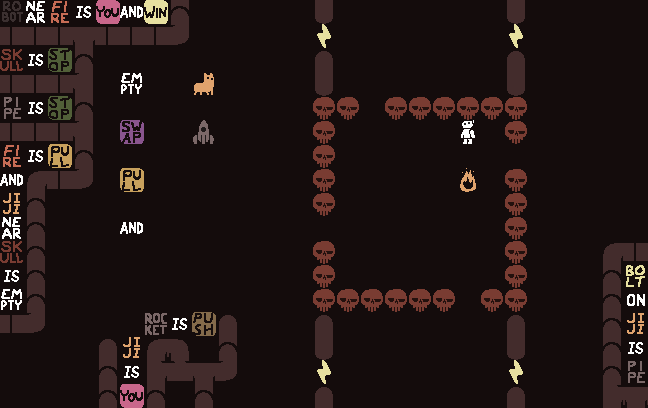 ROBOT NEAR FIRE IS YOU AND WIN
SKULL IS STOP
EMPTY
PIPE IS STOP
SWAP
FIRE IS PULL
PULL
AND
JIJI
NEAR
SKULL
IS
EMPTY
AND
ROCKET IS PUSH
JIJI
IS
YOU
BOLT
ON
JIJI
IS
PIPE